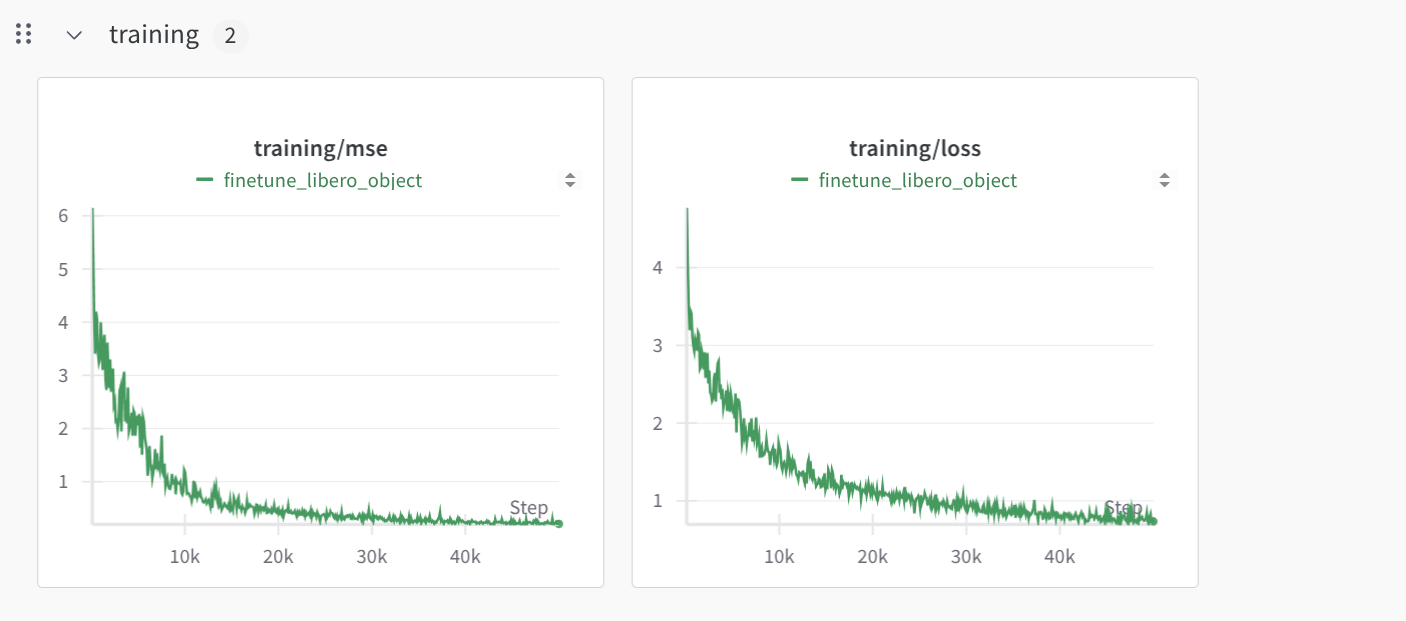 training 2
training/mse
finetune_libero_object
6
5
4
3
2
1
Step
10k 20k 30k 40k
training/loss
finetune_libero_object
4
3
2
1
Step
10k 20k 30k 40k